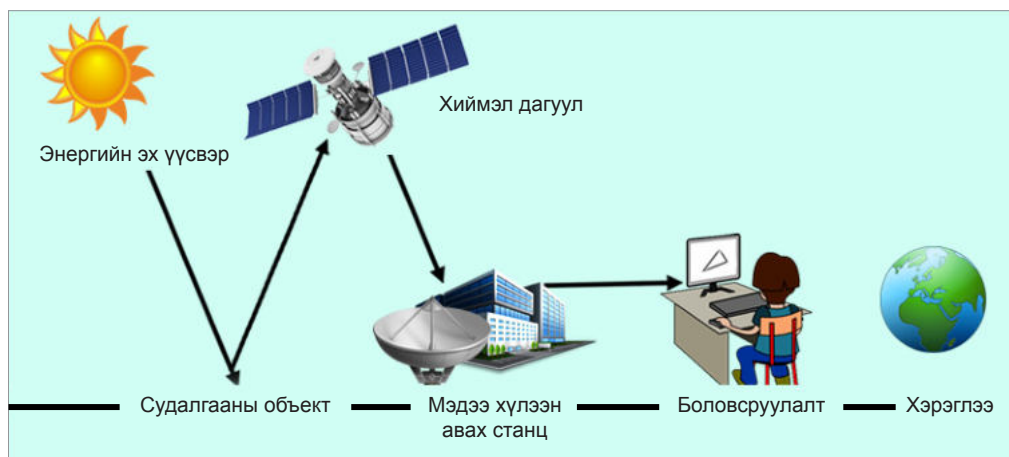 Хиймэл дагуул
Энергийн эх үүсвэр
Судалгааны объект
Мэдээ хүлээн
авах станц
Боловсруулалт
Хэрэглээ